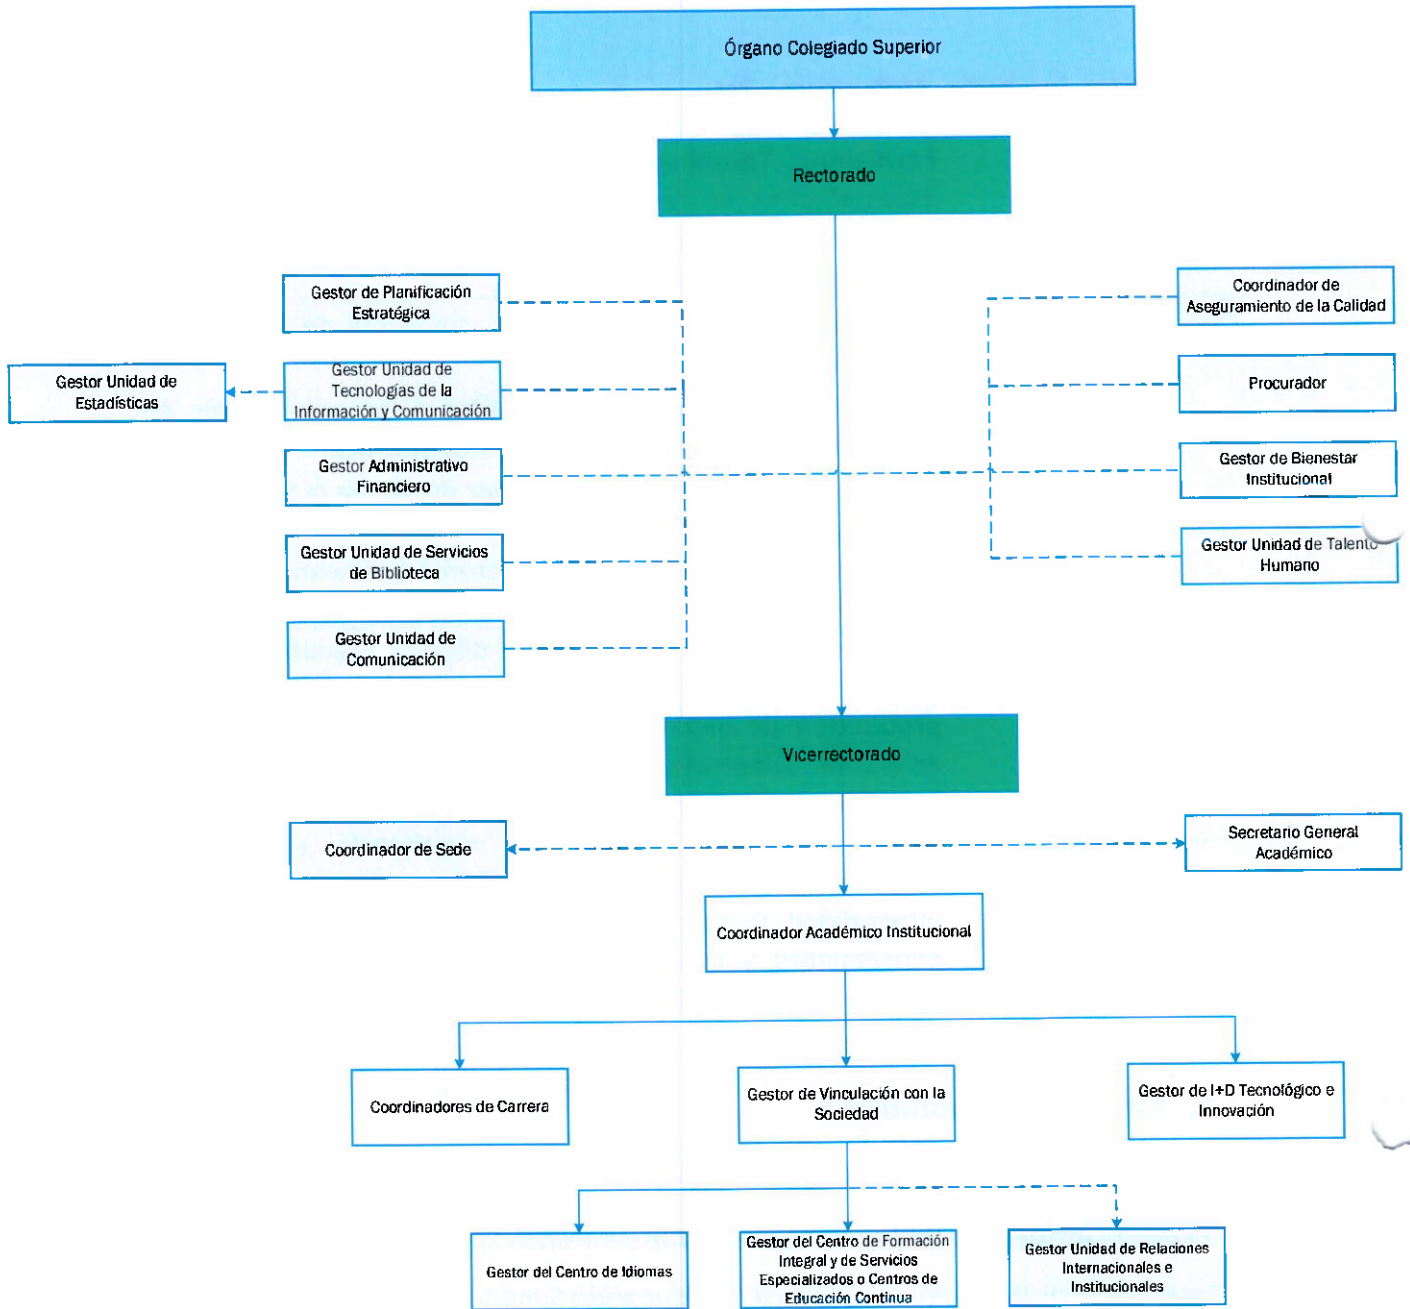 Órgano Colegiado Superior
Rectorado
Gestor de Planificación
Estratégica
Coordinador de
Aseguramiento de la Calidad
Gestor Unidad de
Estadísticas
Gestor Unidad de
Tecnologías de la
Información y Comunicación
Procurador
Gestor Administrativo
Financiero
Gestor de Bienestar
Institucional
Gestor Unidad de Servicios
de Biblioteca
Gestor Unidad de Talento
Humano
Gestor Unidad de
Comunicación
Vicerrectorado
Coordinador de Sede
Secretario General
Académico
Coordinador Académico Institucional
Coordinadores de Carrera
Gestor de Vinculación con la
Sociedad
Gestor de I+D Tecnológico e
Innovación
Gestor del Centro de Idiomas
Gestor del Centro de Formación
Integral y de Servicios
Especializados o Centros de
Educación Continua
Gestor Unidad de Relaciones
Internacionales e
Institucionales